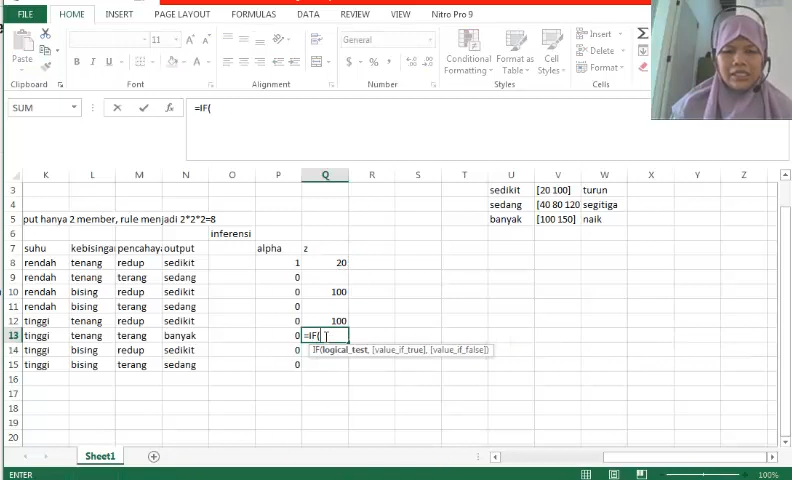 FILE HOME INSERT PAGE LAYOUT FORMULAS DATA REVIEW VIEW Nitro Pro 9
Paste
11
B I U
General
Conditional Formatting
Format as Table
Cell Styles
Insert
Delete
Format
Clipboard Font Alignment Number Styles Cells
SUM =IF(
K L M N O P Q R S T U V W X Y Z
3 sedikit [20 100] turun
4 sedang [40 80 120 segitiga
5 put hanya 2 member, rule menjadi 2*2*2=8 banyak [100 150] naik
6 inferensi
7 suhu kebisingan pencahaya output alpha z
8 rendah tenang redup sedikit 1 20
9 rendah tenang terang sedang 0
10 rendah bising redup sedikit 0 100
11 rendah bising terang sedang 0
12 tinggi tenang redup sedikit 0 100
13 tinggi tenang terang banyak 0 =IF(
IF(logical_test, [value_if_true], [value_if_false])
14 tinggi bising redup sedikit 0
15 tinggi bising terang sedang 0
16
17
18
19
20
Sheet1
ENTER 100%